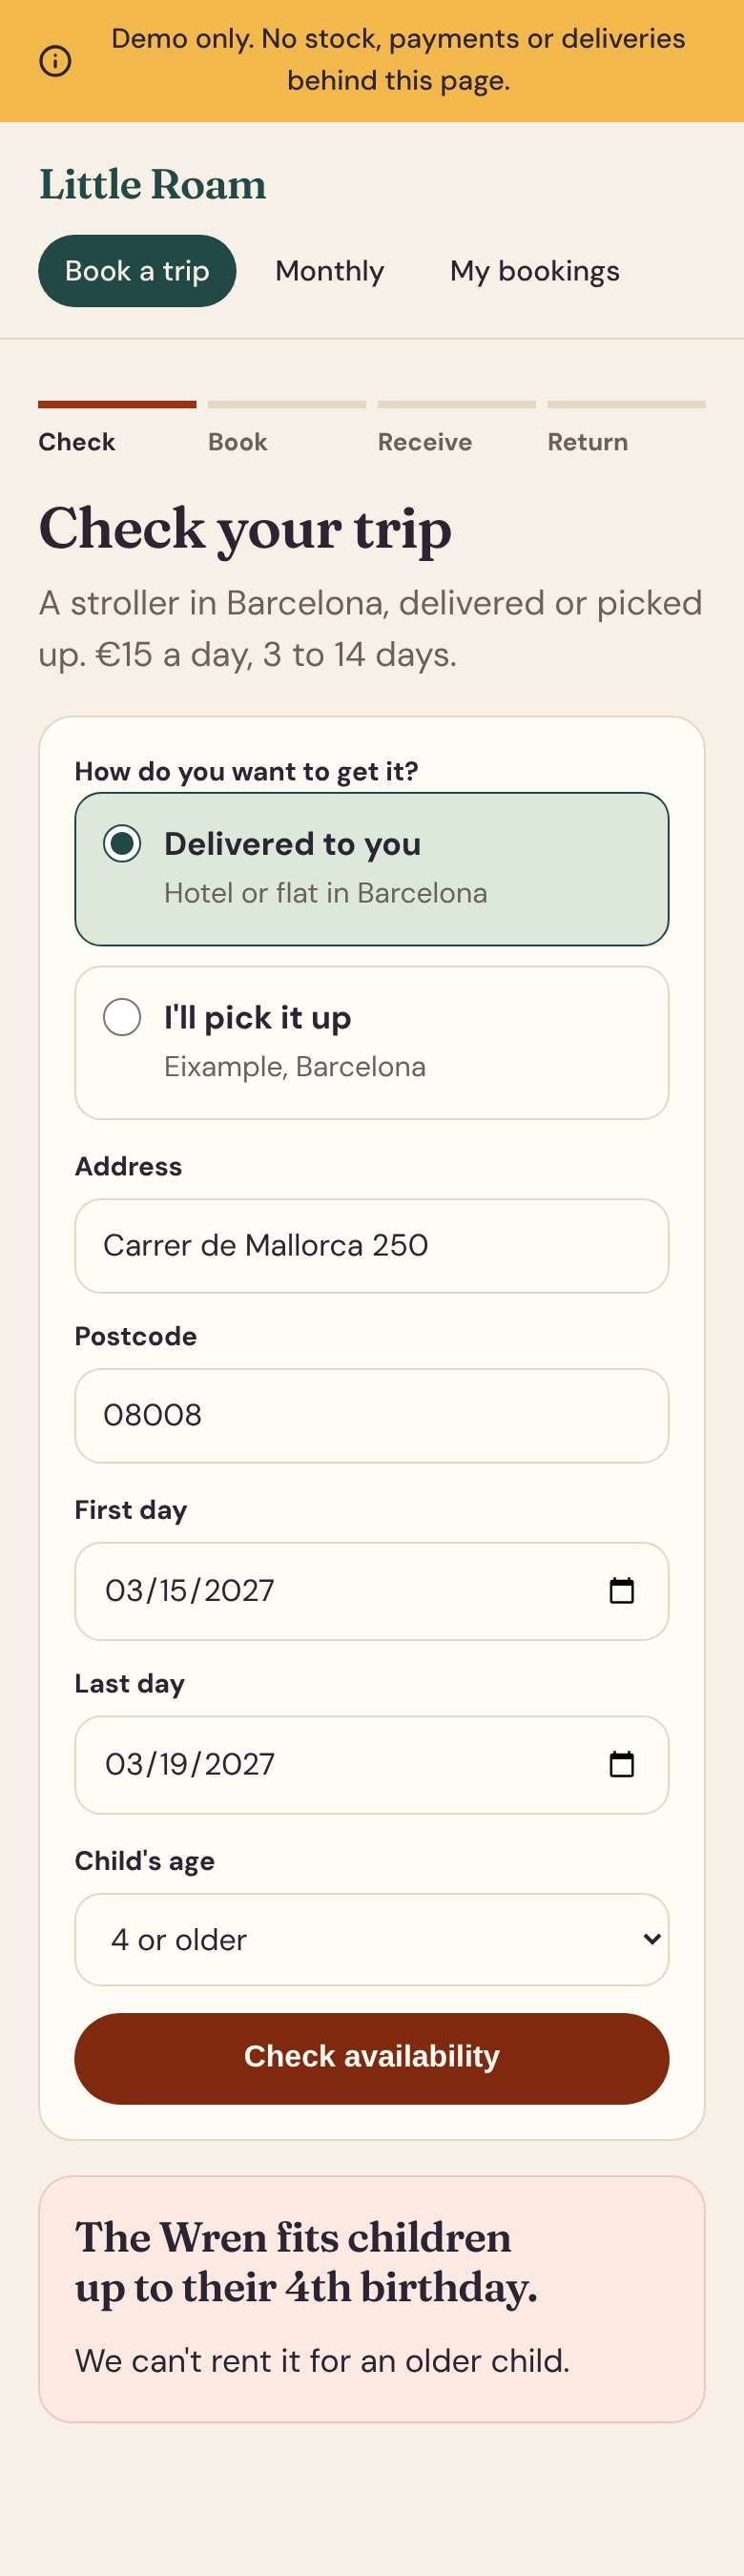 Demo only. No stock, payments or deliveries
behind this page.
Little Roam
Book a trip
Monthly
My bookings
Check
Book
Receive
Return
Check your trip
A stroller in Barcelona, delivered or picked
up. €15 a day, 3 to 14 days.
How do you want to get it?
Delivered to you
Hotel or flat in Barcelona
I'll pick it up
Eixample, Barcelona
Address
Carrer de Mallorca 250
Postcode
08008
First day
03/15/2027
Last day
03/19/2027
Child's age
4 or older
Check availability
The Wren fits children
up to their 4th birthday.
We can't rent it for an older child.